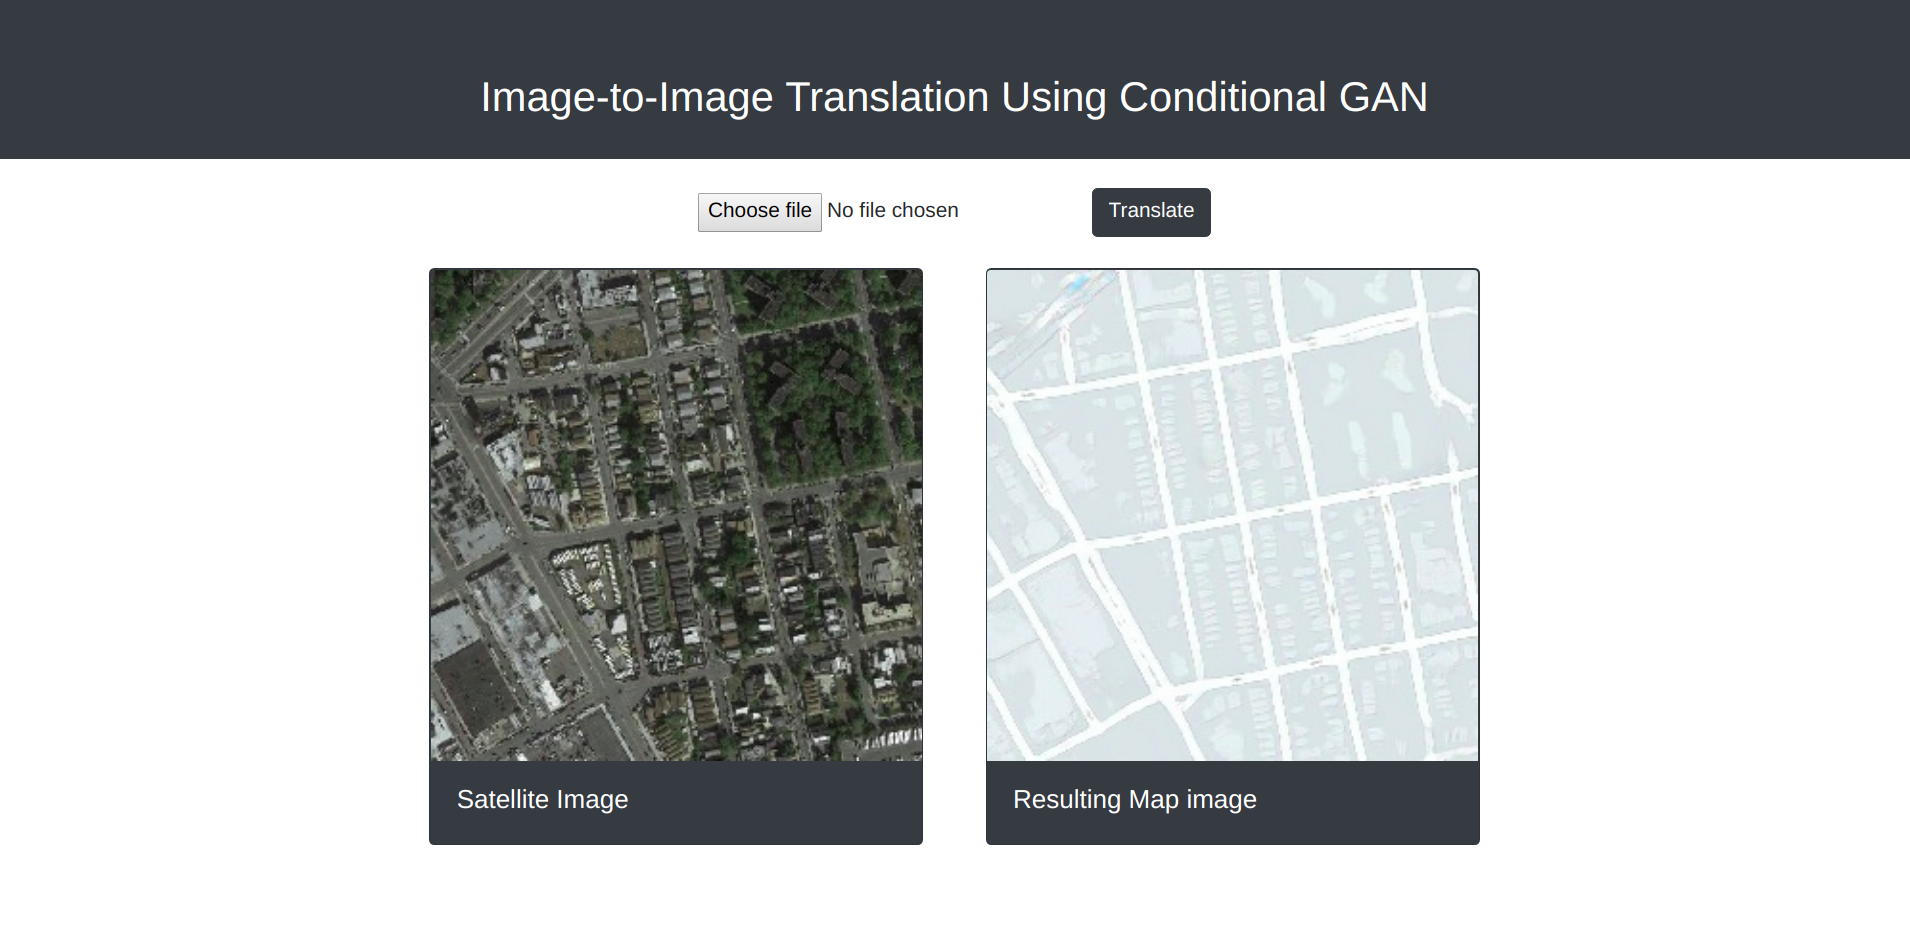 Image-to-Image Translation Using Conditional GAN
Choose file No file chosen
Translate
Satellite Image
Resulting Map image